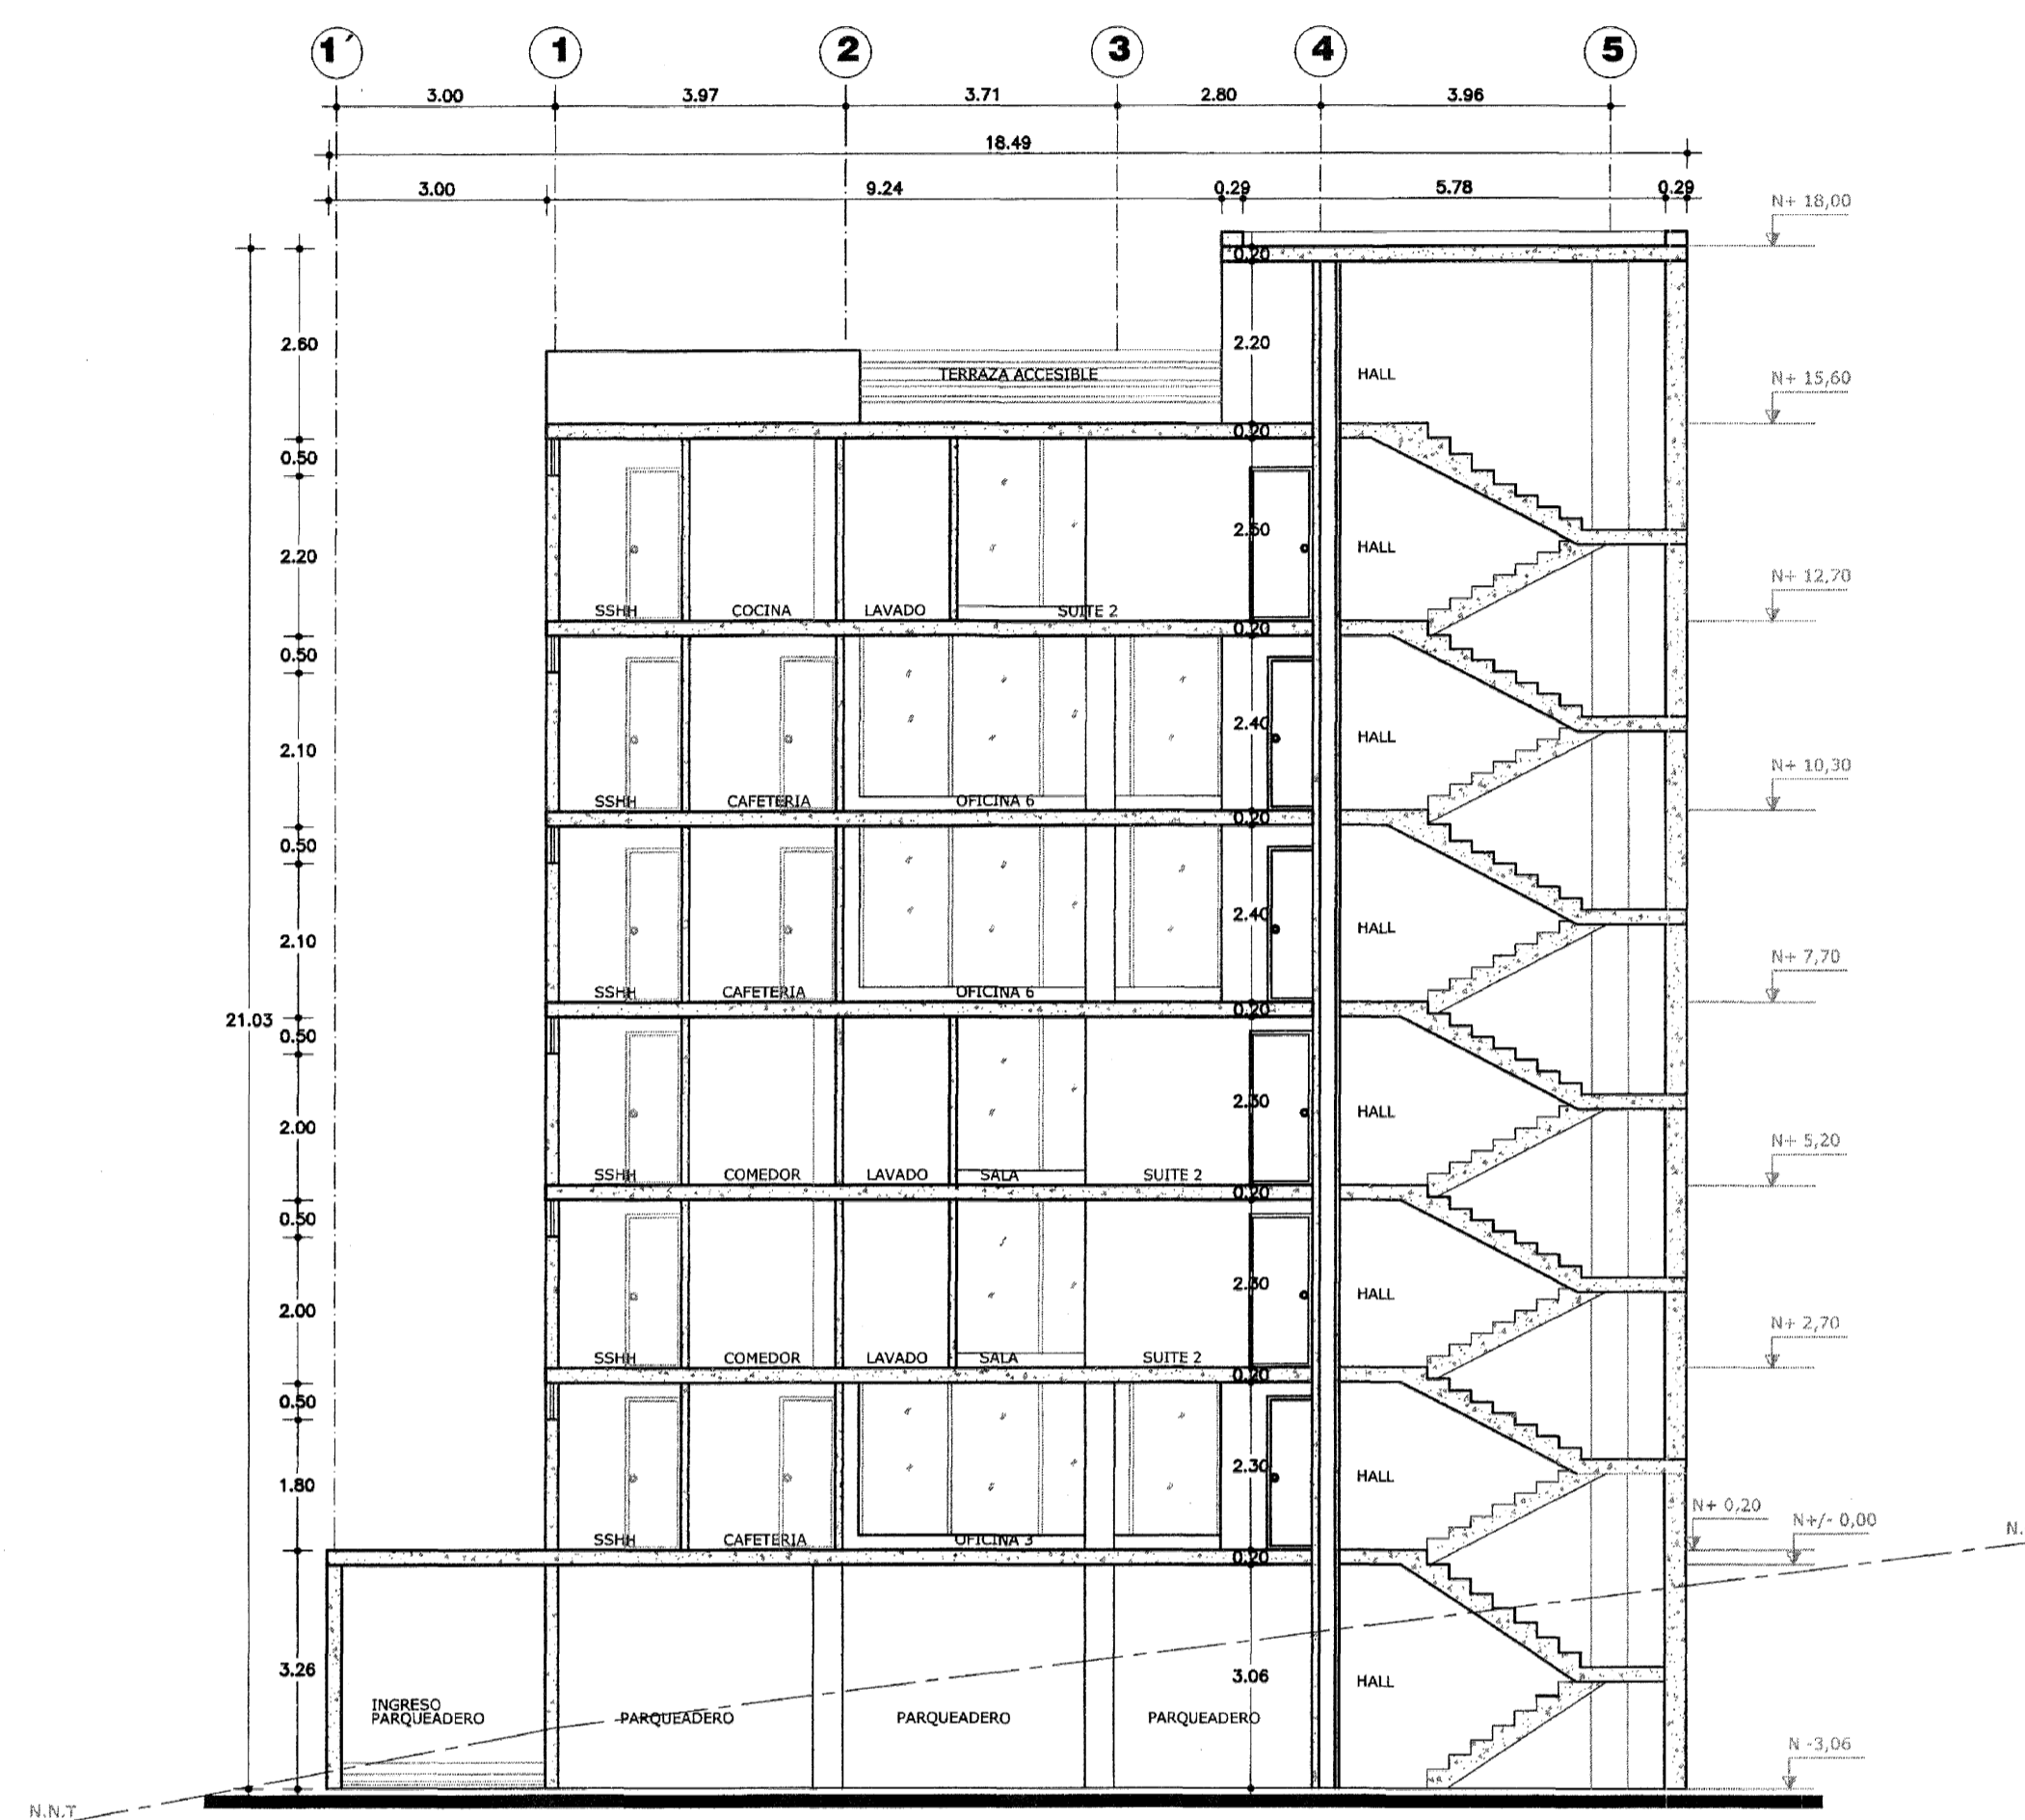 1´ 1 2 3 4 5
3.00 3.97 3.71 2.80 3.96
18.49
3.00 9.24 0.29 5.78 0.29
N+ 18,00
0.20
2.60 2.20
TERRAZA ACCESIBLE HALL N+ 15,60
0.20
0.50
2.20 2.50 HALL
N+ 12,70
SSHH COCINA LAVADO SUITE 2
0.20
0.50
2.10 2.40 HALL
N+ 10,30
SSHH CAFETERIA OFICINA 6
0.20
0.50
2.10 2.40 HALL
N+ 7,70
SSHH CAFETERIA OFICINA 6
0.20
21.03
0.50
2.00 2.30 HALL
N+ 5,20
SSHH COMEDOR LAVADO SALA SUITE 2
0.20
0.50
2.00 2.30 HALL
N+ 2,70
SSHH COMEDOR LAVADO SALA SUITE 2
0.20
0.50
1.80 2.30 HALL
N+ 0,20
N+/- 0,00
N.
SSHH CAFETERIA OFICINA 3
0.20
3.26 3.06 HALL
INGRESO
PARQUEADERO PARQUEADERO PARQUEADERO PARQUEADERO
N -3,06
N.N.T